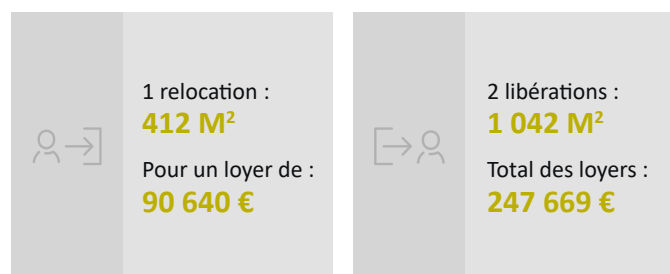 1 relocation :
412 M²
Pour un loyer de :
90 640 €
2 libérations :
1 042 M²
Total des loyers :
247 669 €